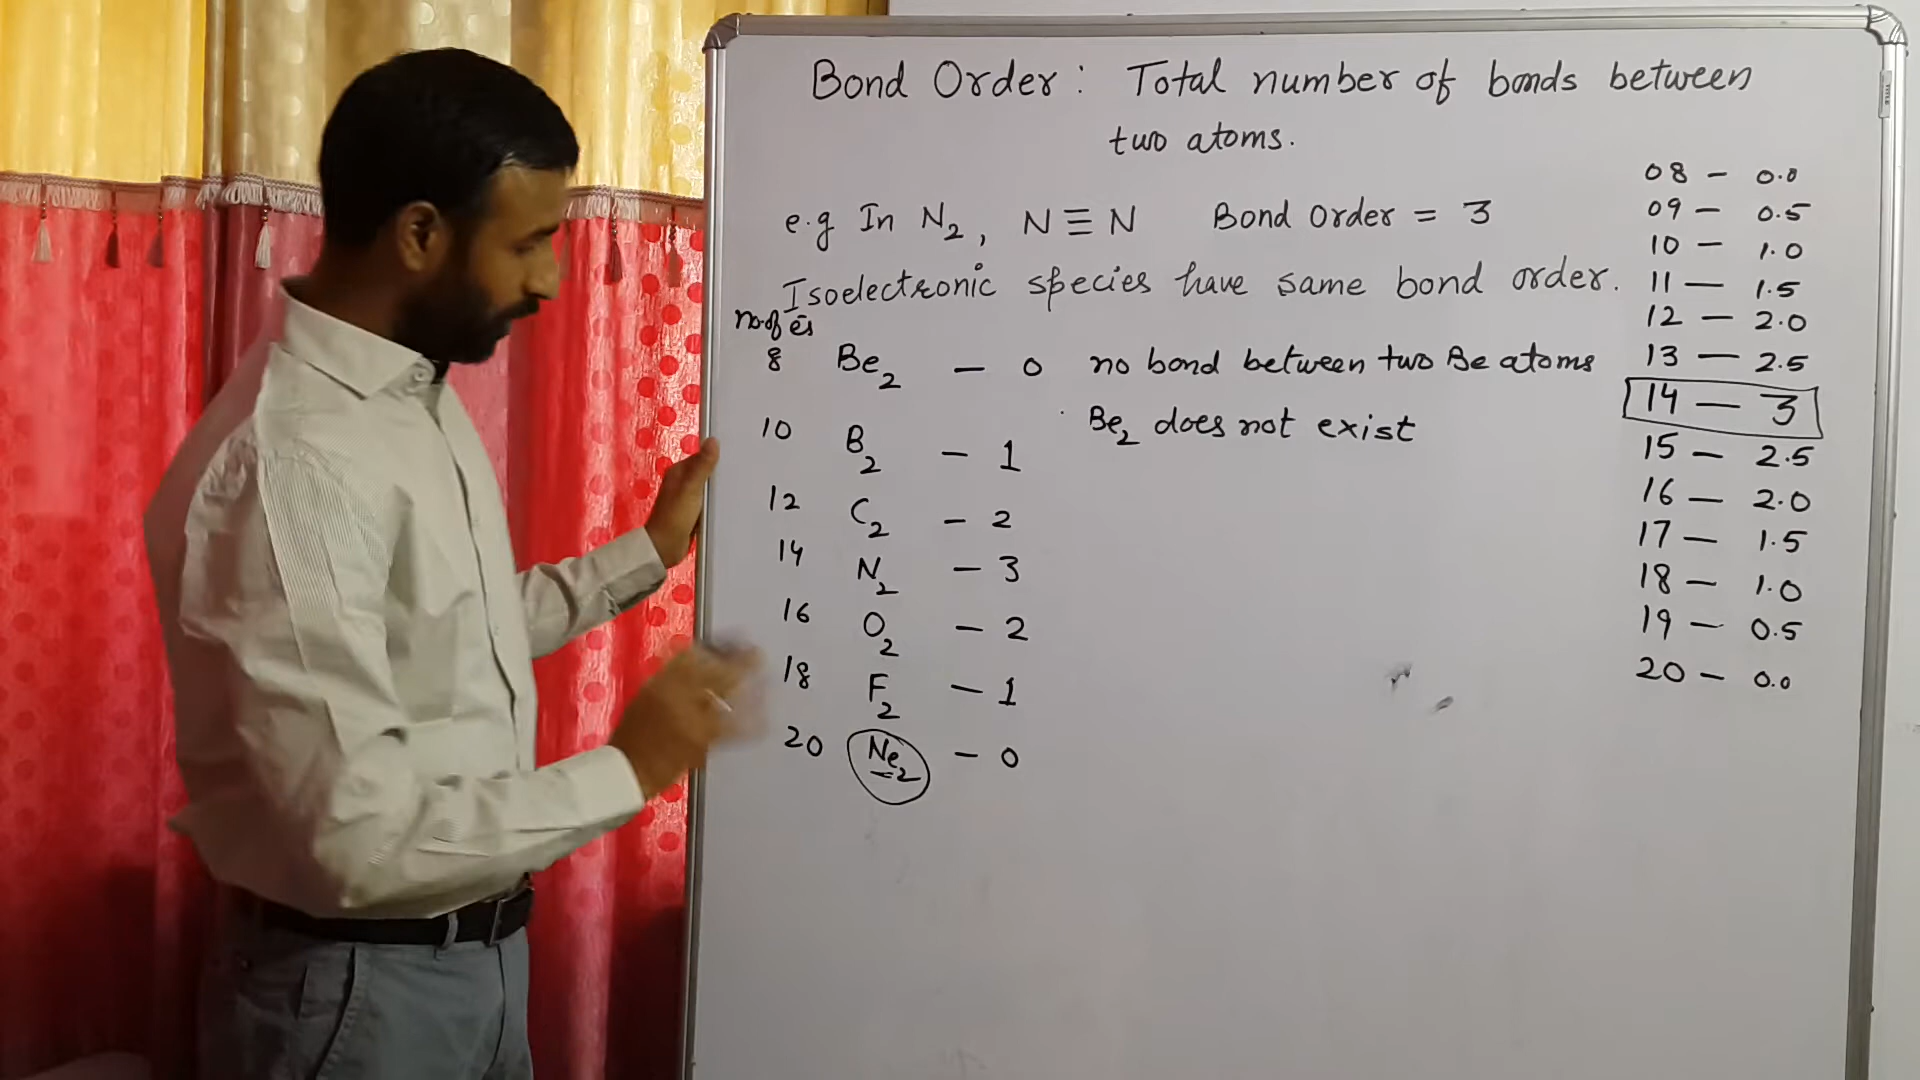 Bond Order: Total number of bonds between
two atoms.
e.g In N2, N≡N Bond Order = 3
Isoelectronic species have same bond order.
no.of es
8 Be2 – 0 no bond between two Be atoms
Be2 does not exist
10 B2 – 1
12 C2 – 2
14 N2 – 3
16 O2 – 2
18 F2 – 1
20 Ne2 – 0
08 – 0.0
09 – 0.5
10 – 1.0
11 – 1.5
12 – 2.0
13 – 2.5
14 – 3
15 – 2.5
16 – 2.0
17 – 1.5
18 – 1.0
19 – 0.5
20 – 0.0